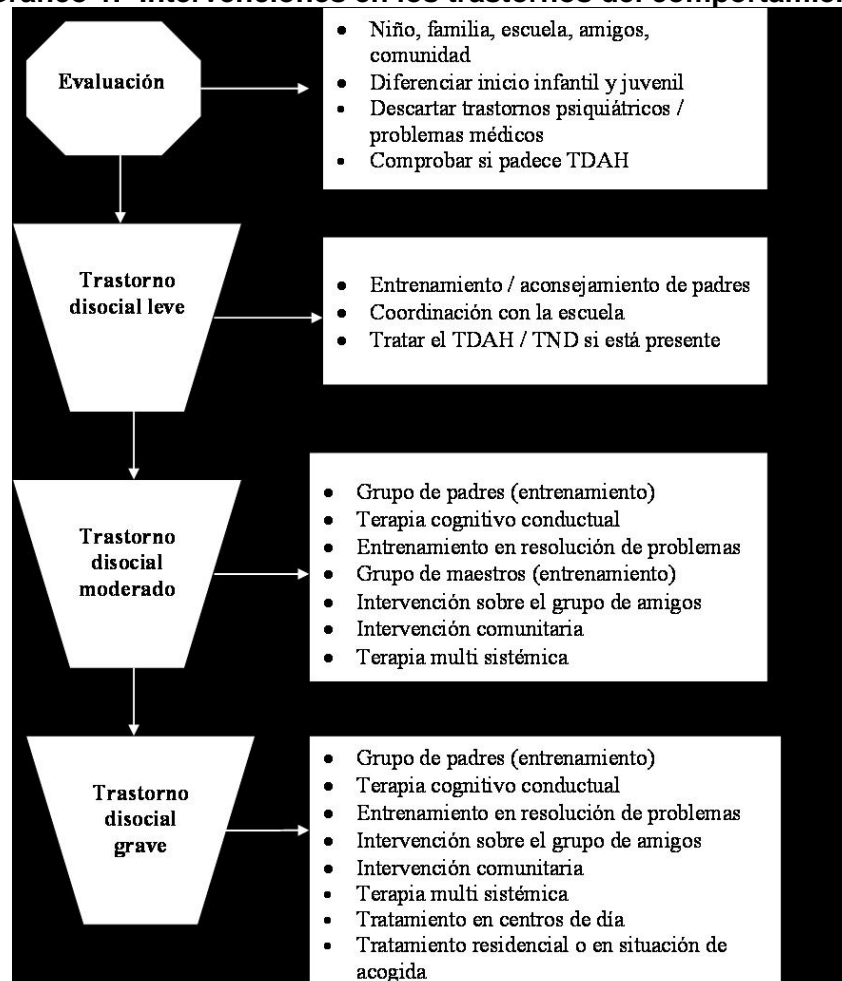 Intervenciones en los trastornos del
Evaluación
• Niño, familia, escuela, amigos,
comunidad
• Diferenciar inicio infantil y juvenil
• Descartar trastornos psiquiátricos /
problemas médicos
• Comprobar si padece TDAH
Trastorno
disocial leve
• Entrenamiento / aconsejamiento de padres
• Coordinación con la escuela
• Tratar el TDAH / TND si está presente
Trastorno
disocial
moderado
• Grupo de padres (entrenamiento)
• Terapia cognitivo conductual
• Entrenamiento en resolución de problemas
• Grupo de maestros (entrenamiento)
• Intervención sobre el grupo de amigos
• Intervención comunitaria
• Terapia multi sistémica
Trastorno
disocial
grave
• Grupo de padres (entrenamiento)
• Terapia cognitivo conductual
• Entrenamiento en resolución de problemas
• Intervención sobre el grupo de amigos
• Intervención comunitaria
• Terapia multi sistémica
• Tratamiento en centros de día
• Tratamiento residencial o en situación de
acogida